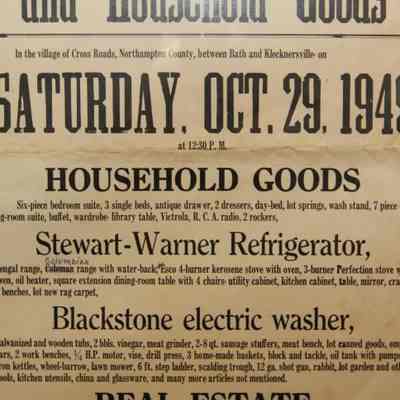 and Household Goods
In the village of Cross Roads, Northampton County, between Bath and Klecknersville- on
SATURDAY, OCT. 29, 1949
at 12:30 P. M.
HOUSEHOLD GOODS
Six-piece bedroom suite, 3 single beds, antique drawer, 2 dressers, day-bed, lot springs, wash stand, 7 piece
room suite, buffet, wardrobe- library table, Victrola, R. C. A. radio, 2 rockers,
Stewart-Warner Refrigerator,
Columbian
range with water-back, Esco 4-burner kerosene stove with oven, 3-burner Perfection stove
oil heater, square extension dining-room table with 4 chairs- utility cabinet, kitchen cabinet, table, mirror,
benches, lot new rag carpet,
Blackstone electric washer,
galvanized and wooden tubs, 2 bbls. vinegar, meat grinder, 2-8 qt. sausage stuffers, meat bench, lot canned goods,
2 work benches, ¼ H.P. motor, vise, drill press, 3 home-made baskets, block and tackle, oil tank with
kettles, wheel-barrow, lawn mower, 6 ft. step ladder, scalding trough, 12 ga. shot gun, rabbit, lot garden and
kitchen utensils, china and glassware, and many more articles not mentioned.
REAL ESTATE